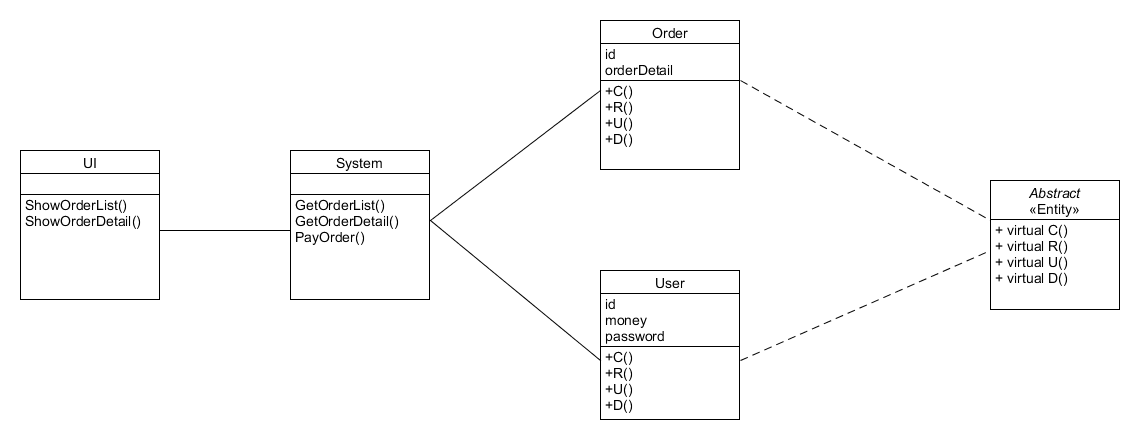 UI
ShowOrderList()
ShowOrderDetail()
System
GetOrderList()
GetOrderDetail()
PayOrder()
Order
id
orderDetail
+C()
+R()
+U()
+D()
User
id
money
password
+C()
+R()
+U()
+D()
Abstract
«Entity»
+ virtual C()
+ virtual R()
+ virtual U()
+ virtual D()